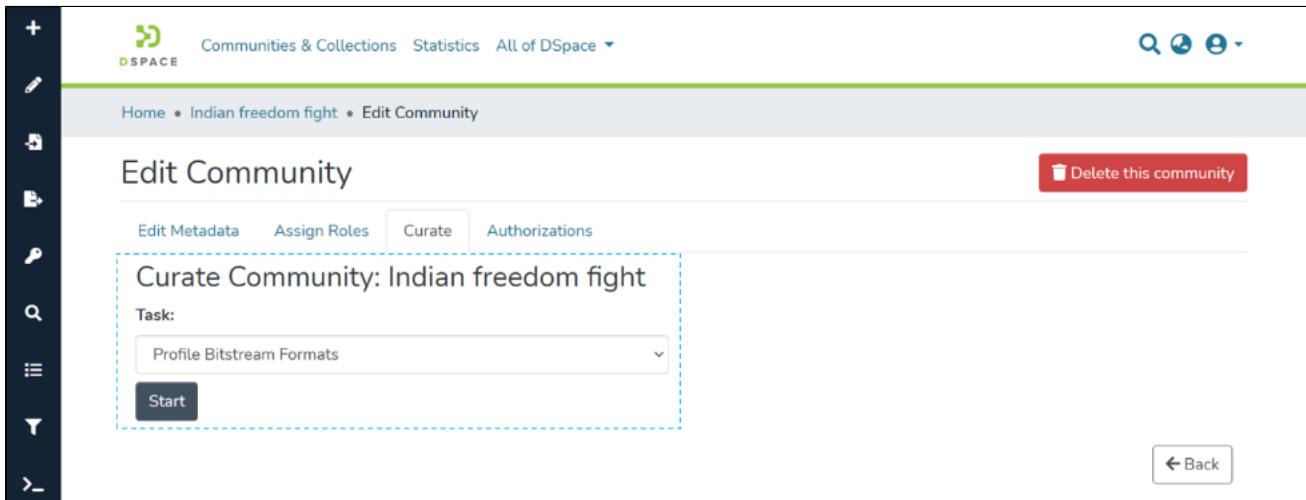 Communities & Collections Statistics All of DSpace
DSPACE
Home • Indian freedom fight • Edit Community
Edit Community
Delete this community
Edit Metadata Assign Roles Curate Authorizations
Curate Community: Indian freedom fight
Task:
Profile Bitstream Formats
Start
Back